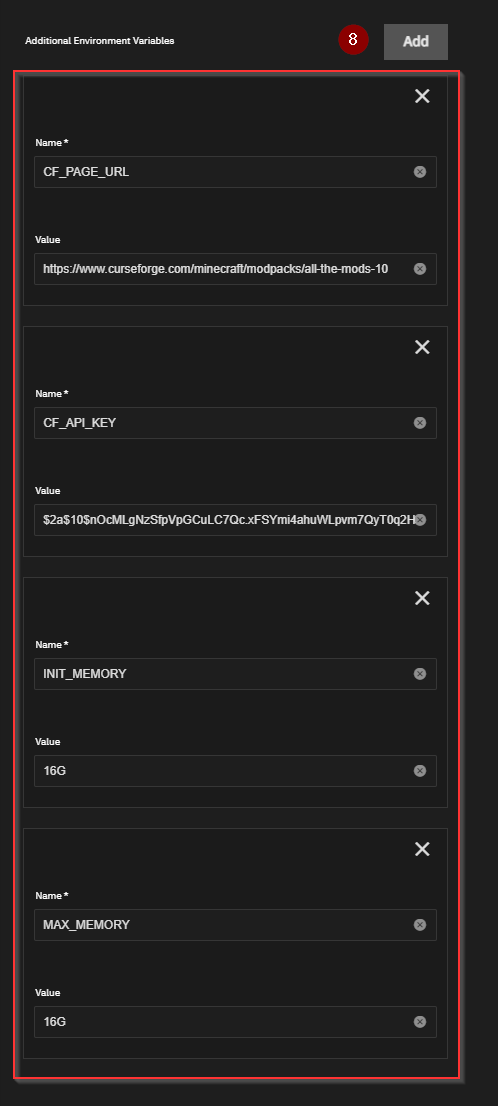 Additional Environment Variables
8
Add
Name *
CF_PAGE_URL
Value
https://www.curseforge.com/minecraft/modpacks/all-the-mods-10
Name *
CF_API_KEY
Value
$2a$10$nOcMLgNzSfpVpGCuLC7Qc.xFSYmi4ahuWLpvm7QyT0q2H
Name *
INIT_MEMORY
Value
16G
Name *
MAX_MEMORY
Value
16G